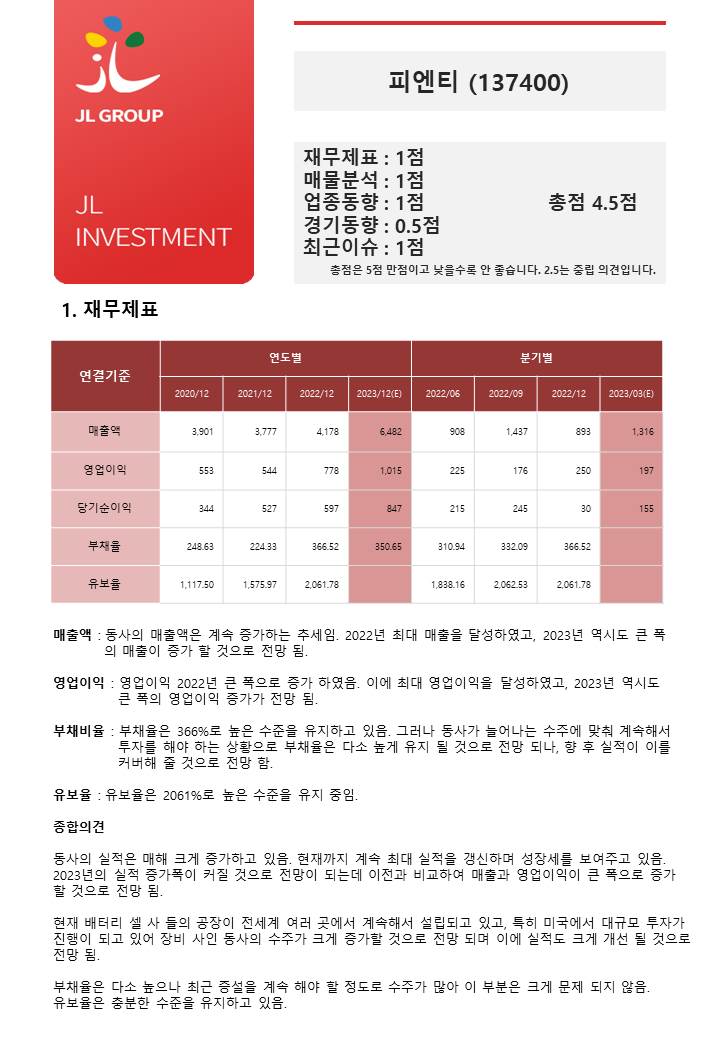 JL GROUP
JL
INVESTMENT
피엔티 (137400)
재무제표 : 1점
매물분석 : 1점
업종동향 : 1점 총점 4.5점
경기동향 : 0.5점
최근이슈 : 1점
총점은 5점 만점이고 낮을수록 안 좋습니다. 2.5는 중립 의견입니다.
1. 재무제표
연결기준 연도별 분기별
2020/12 2021/12 2022/12 2023/12(E) 2022/06 2022/09 2022/12 2023/03(E)
매출액 3,901 3,777 4,178 6,482 908 1,437 893 1,316
영업이익 553 544 778 1,015 225 176 250 197
당기순이익 344 527 597 847 215 245 30 155
부채율 248.63 224.33 366.52 350.65 310.94 332.09 366.52
유보율 1,117.50 1,575.97 2,061.78 1,838.16 2,062.53 2,061.78
매출액 : 동사의 매출액은 계속 증가하는 추세임. 2022년 최대 매출을 달성하였고, 2023년 역시도 큰 폭
의 매출이 증가 할 것으로 전망 됨.
영업이익 : 영업이익 2022년 큰 폭으로 증가 하였음. 이에 최대 영업이익을 달성하였고, 2023년 역시도
큰 폭의 영업이익 증가가 전망 됨.
부채비율 : 부채율은 366%로 높은 수준을 유지하고 있음. 그러나 동사가 늘어나는 수주에 맞춰 계속해서
투자를 해야 하는 상황으로 부채율은 다소 높게 유지 될 것으로 전망 되나, 향 후 실적이 이를
커버해 줄 것으로 전망 함.
유보율 : 유보율은 2061%로 높은 수준을 유지 중임.
종합의견
동사의 실적은 매해 크게 증가하고 있음. 현재까지 계속 최대 실적을 갱신하며 성장세를 보여주고 있음.
2023년의 실적 증가폭이 커질 것으로 전망이 되는데 이전과 비교하여 매출과 영업이익이 큰 폭으로 증가
할 것으로 전망 됨.
현재 배터리 셀 사 들의 공장이 전세계 여러 곳에서 계속해서 설립되고 있고, 특히 미국에서 대규모 투자가
진행이 되고 있어 장비 사인 동사의 수주가 크게 증가할 것으로 전망 되며 이에 실적도 크게 개선 될 것으로
전망 됨.
부채율은 다소 높으나 최근 증설을 계속 해야 할 정도로 수주가 많아 이 부분은 크게 문제 되지 않음.
유보율은 충분한 수준을 유지하고 있음.